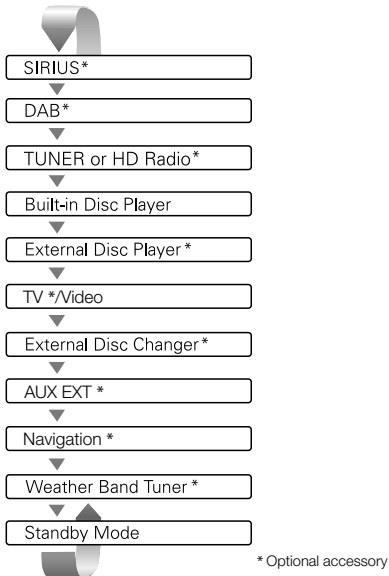 SIRIUS*
DAB*
TUNER or HD Radio*
Built-in Disc Player
External Disc Player *
TV */Video
External Disc Changer *
AUX EXT *
Navigation *
Weather Band Tuner *
Standby Mode
* Optional accessory